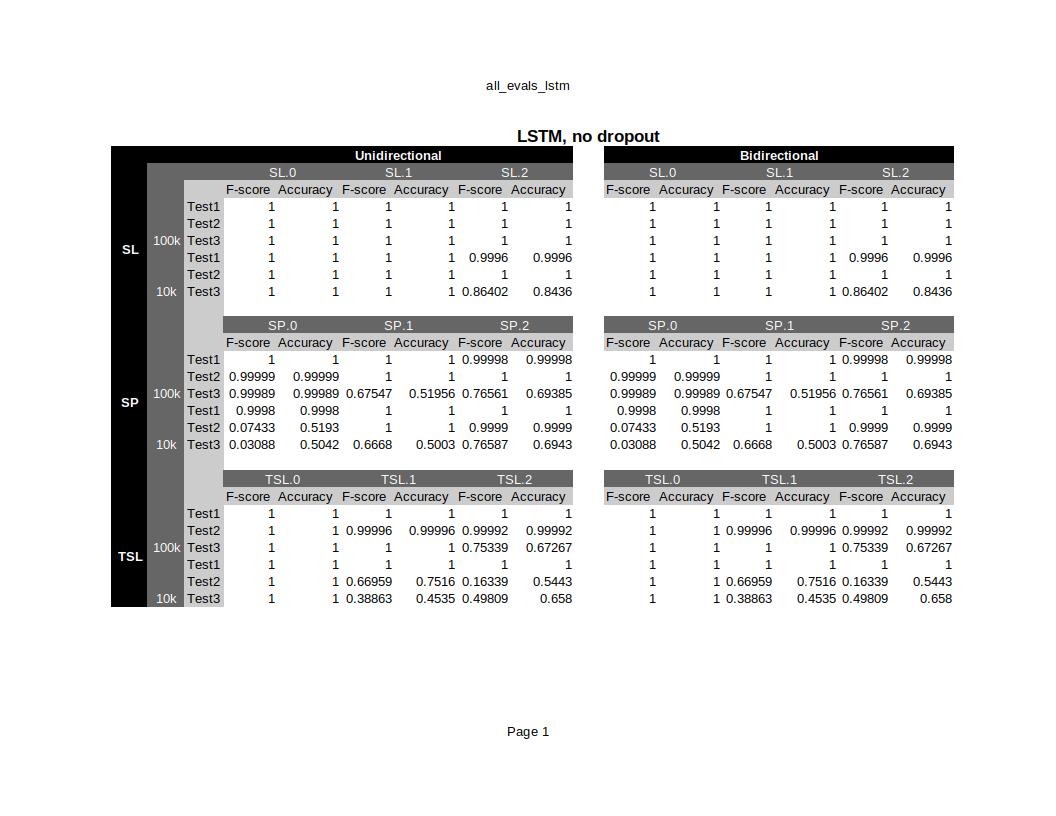 all_evals_lstm
LSTM, no dropout
Unidirectional Bidirectional
SL.0 SL.1 SL.2 SL.0 SL.1 SL.2
F-score Accuracy F-score Accuracy F-score Accuracy F-score Accuracy F-score Accuracy F-score Accuracy
Test1 1 1 1 1 1 1 1 1 1 1 1 1
Test2 1 1 1 1 1 1 1 1 1 1 1 1
100k Test3 1 1 1 1 1 1 1 1 1 1 1 1
SL
Test1 1 1 1 1 0.9996 0.9996 1 1 1 1 0.9996 0.9996
Test2 1 1 1 1 1 1 1 1 1 1 1 1
10k Test3 1 1 1 1 0.86402 0.8436 1 1 1 1 0.86402 0.8436
SP.0 SP.1 SP.2 SP.0 SP.1 SP.2
F-score Accuracy F-score Accuracy F-score Accuracy F-score Accuracy F-score Accuracy F-score Accuracy
Test1 1 1 1 1 0.99998 0.99998 1 1 1 1 0.99998 0.99998
Test2 0.99999 0.99999 1 1 1 1 0.99999 0.99999 1 1 1 1
100k Test3 0.99989 0.99989 0.67547 0.51956 0.76561 0.69385 0.99989 0.99989 0.67547 0.51956 0.76561 0.69385
SP
Test1 0.9998 0.9998 1 1 1 1 0.9998 0.9998 1 1 1 1
Test2 0.07433 0.5193 1 1 0.9999 0.9999 0.07433 0.5193 1 1 0.9999 0.9999
10k Test3 0.03088 0.5042 0.6668 0.5003 0.76587 0.6943 0.03088 0.5042 0.6668 0.5003 0.76587 0.6943
TSL.0 TSL.1 TSL.2 TSL.0 TSL.1 TSL.2
F-score Accuracy F-score Accuracy F-score Accuracy F-score Accuracy F-score Accuracy F-score Accuracy
Test1 1 1 1 1 1 1 1 1 1 1 1 1
Test2 1 1 0.99996 0.99996 0.99992 0.99992 1 1 0.99996 0.99996 0.99992 0.99992
100k Test3 1 1 1 1 0.75339 0.67267 1 1 1 1 0.75339 0.67267
TSL
Test1 1 1 1 1 1 1 1 1 1 1 1 1
Test2 1 1 0.66959 0.7516 0.16339 0.5443 1 1 0.66959 0.7516 0.16339 0.5443
10k Test3 1 1 0.38863 0.4535 0.49809 0.658 1 1 0.38863 0.4535 0.49809 0.658
Page 1